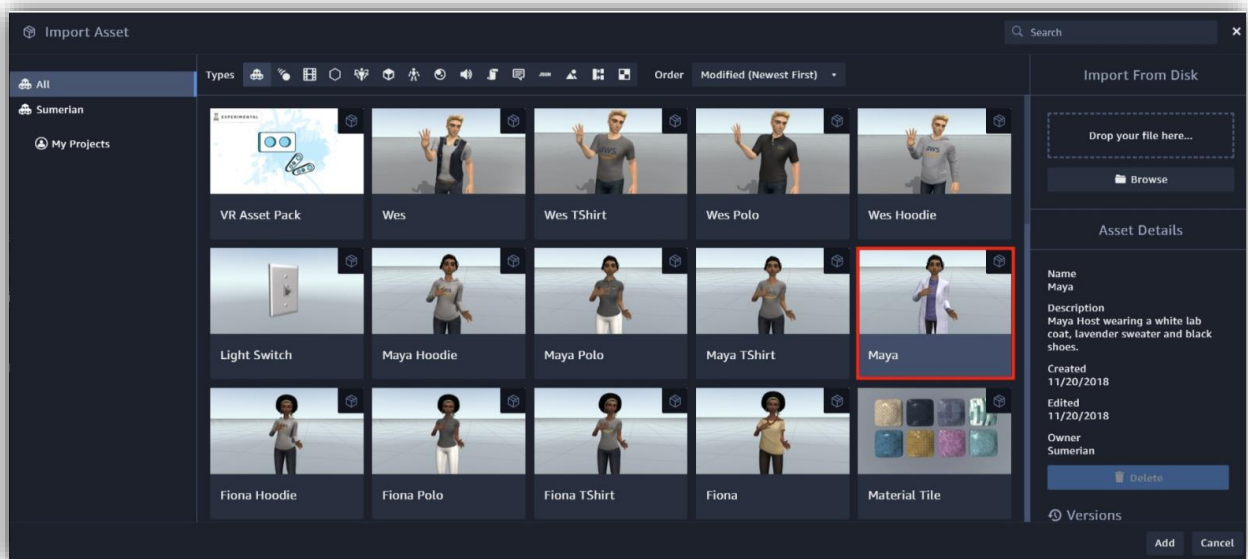 Import Asset
Search
All
Sumerian
My Projects
Types
Order
Modified (Newest First)
EXPERIMENTAL
VR Asset Pack
Wes
aws
Wes TShirt
Wes Polo
aws
Wes Hoodie
Light Switch
Maya Hoodie
Maya Polo
Maya TShirt
Maya
Fiona Hoodie
Fiona Polo
Fiona TShirt
Fiona
Material Tile
Import From Disk
Drop your file here...
Browse
Asset Details
Name
Maya
Description
Maya Host wearing a white lab
coat, lavender sweater and black
shoes.
Created
11/20/2018
Edited
11/20/2018
Owner
Sumerian
Delete
Versions
Add
Cancel